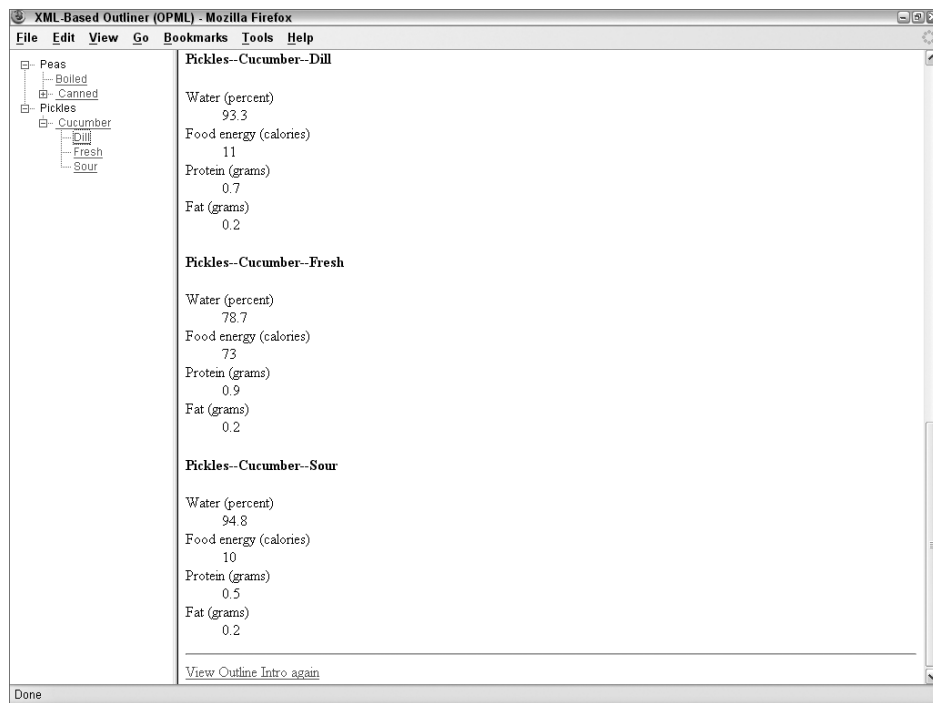 XML-Based Outliner (OPML) - Mozilla Firefox
File Edit View Go Bookmarks Tools Help
Peas
Boiled
Canned
Pickles
Cucumber
Dill
Fresh
Sour
Pickles--Cucumber--Dill
Water (percent)
93.3
Food energy (calories)
11
Protein (grams)
0.7
Fat (grams)
0.2
Pickles--Cucumber--Fresh
Water (percent)
78.7
Food energy (calories)
73
Protein (grams)
0.9
Fat (grams)
0.2
Pickles--Cucumber--Sour
Water (percent)
94.8
Food energy (calories)
10
Protein (grams)
0.5
Fat (grams)
0.2
View Outline Intro again
Done